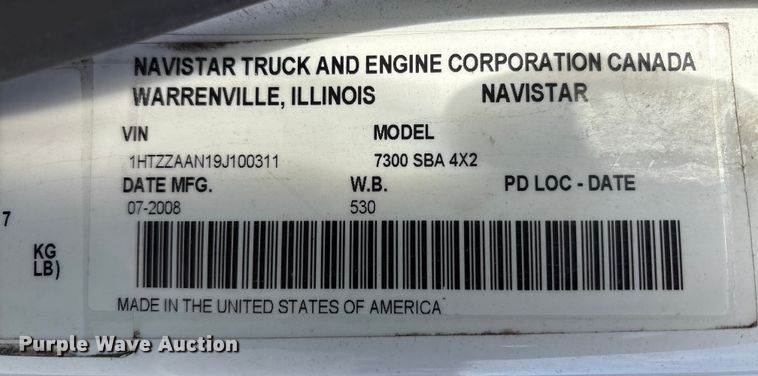 NAVISTAR TRUCK AND ENGINE CORPORATION CANADA
WARRENVILLE, ILLINOIS NAVISTAR
VIN MODEL
1HTZZAAN19J100311 7300 SBA 4X2
DATE MFG. W.B. PD LOC - DATE
07-2008 530
7
KG
LB)
MADE IN THE UNITED STATES OF AMERICA
Purple Wave Auction